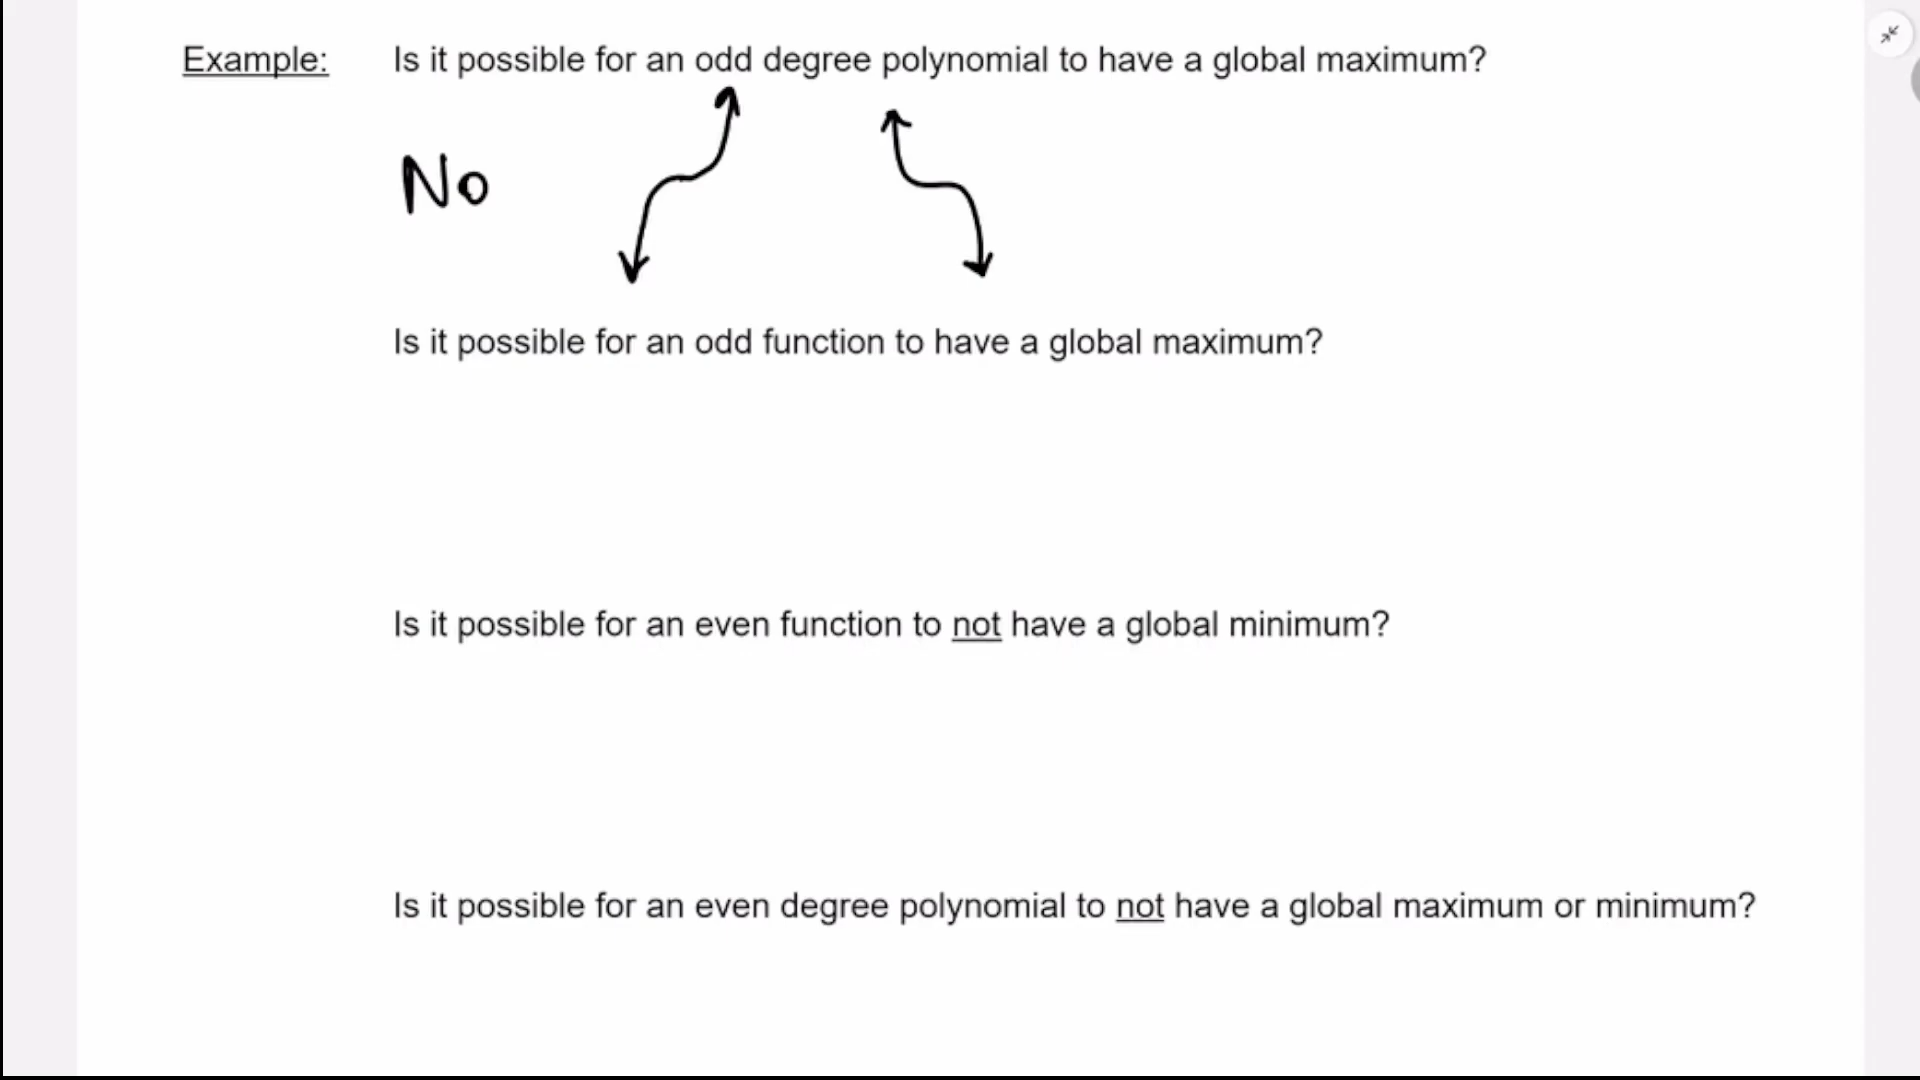 Example: Is it possible for an odd degree polynomial to have a global maximum?
No
Is it possible for an odd function to have a global maximum?
Is it possible for an even function to not have a global minimum?
Is it possible for an even degree polynomial to not have a global maximum or minimum?